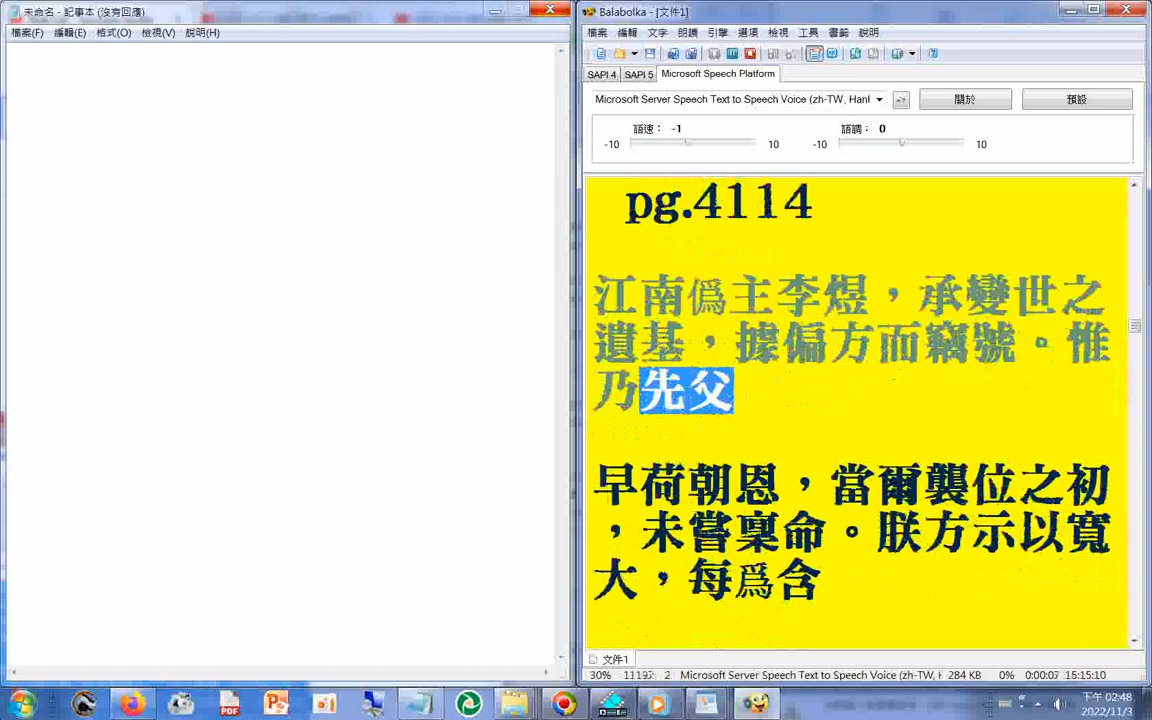 未命名 - 記事本 (沒有回應)
檔案(F) 編輯(E) 格式(O) 檢視(V) 說明(H)
Balabolka - [文件1]
檔案 編輯 文字 朗讀 引擎 選項 檢視 工具 書籤 說明
SAPI 4 SAPI 5 Microsoft Speech Platform
Microsoft Server Speech Text to Speech Voice (zh-TW, Hanl
關於 預設
語速： -1 語調： 0
-10 10 -10 10
pg.4114
江南僞主李煜，承變世之
遺基，據偏方而竊號。惟
乃先父
早荷朝恩，當爾襲位之初
，未嘗稟命。朕方示以寬
大，每爲含
文件1
30% 2 Microsoft Server Speech Text to Speech Voice (zh-TW, 284 KB 0% 0:00:07 15:15:10
下午 02:48
2022/11/3